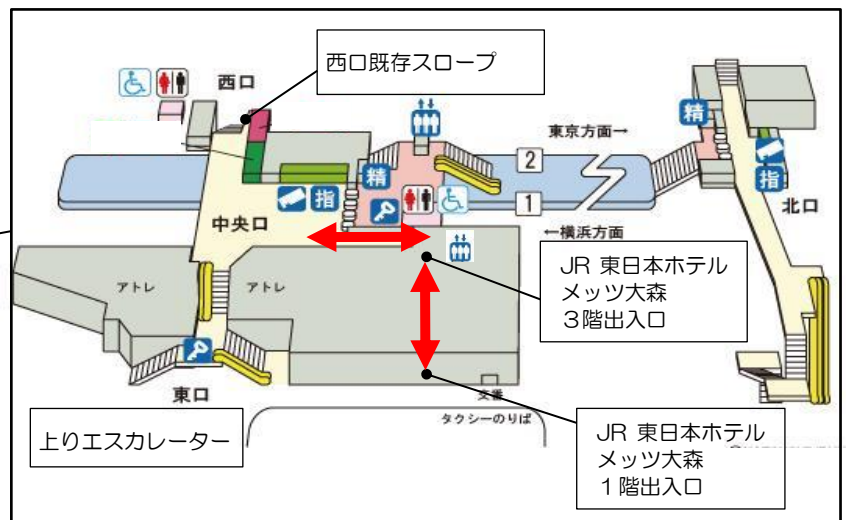 西口既存スロープ
西口
東京方面→
精
2
精
指
指
1
北口
中央口
←横浜方面
JR 東日本ホテル
メッツ大森
３階出入口
アトレ
アトレ
東口
交番
タクシーのりば
上りエスカレーター
JR 東日本ホテル
メッツ大森
１階出入口